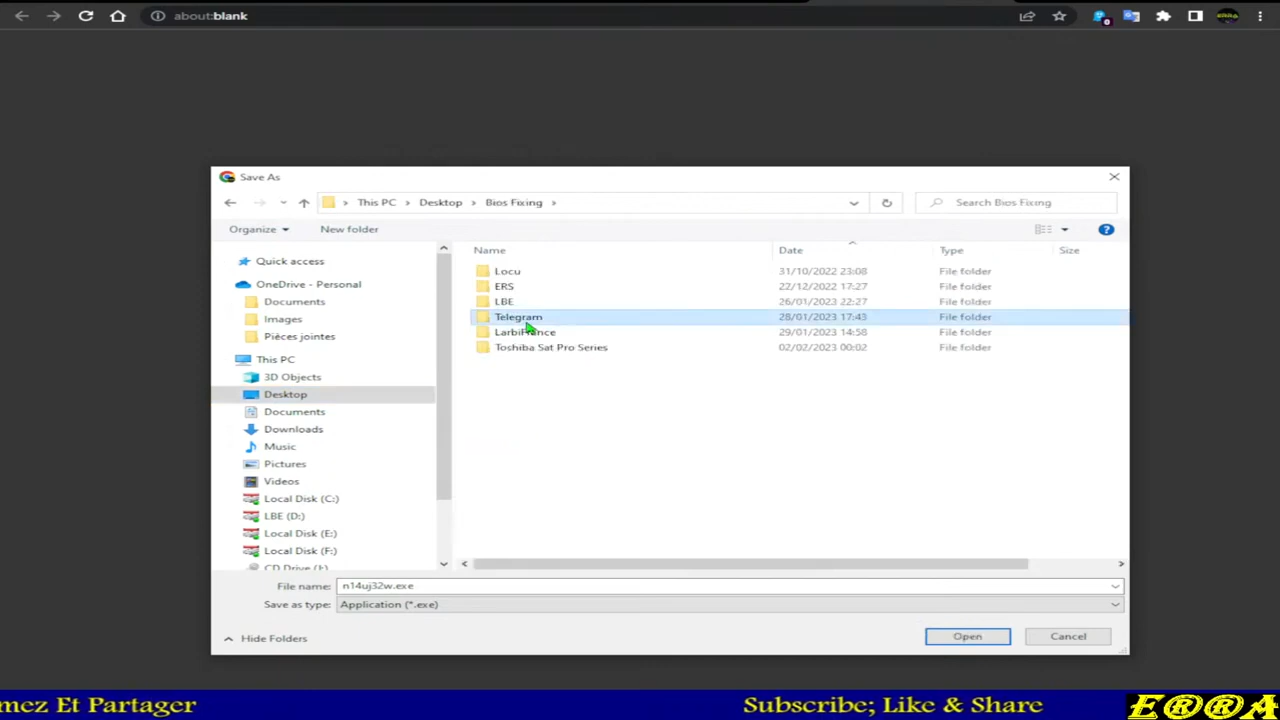 about:blank
Save As
This PC > Desktop > Bios Fixing >
Search Bios Fixing
Organize
New folder
Name Date Type Size
Quick access
OneDrive - Personal
Documents
Images
Pièces jointes
This PC
3D Objects
Desktop
Documents
Downloads
Music
Pictures
Videos
Local Disk (C:)
LBE (D:)
Local Disk (E:)
Local Disk (F:)
Locu 31/10/2022 23:08 File folder
ERS 22/12/2022 17:27 File folder
LBE 26/01/2023 22:27 File folder
Telegram 28/01/2023 17:43 File folder
LarbiFrance 29/01/2023 14:58 File folder
Toshiba Sat Pro Series 02/02/2023 00:02 File folder
File name: n14uj32w.exe
Save as type: Application (*.exe)
Hide Folders
Open
Cancel
mez Et Partager
Subscribe; Like & Share
E®®A